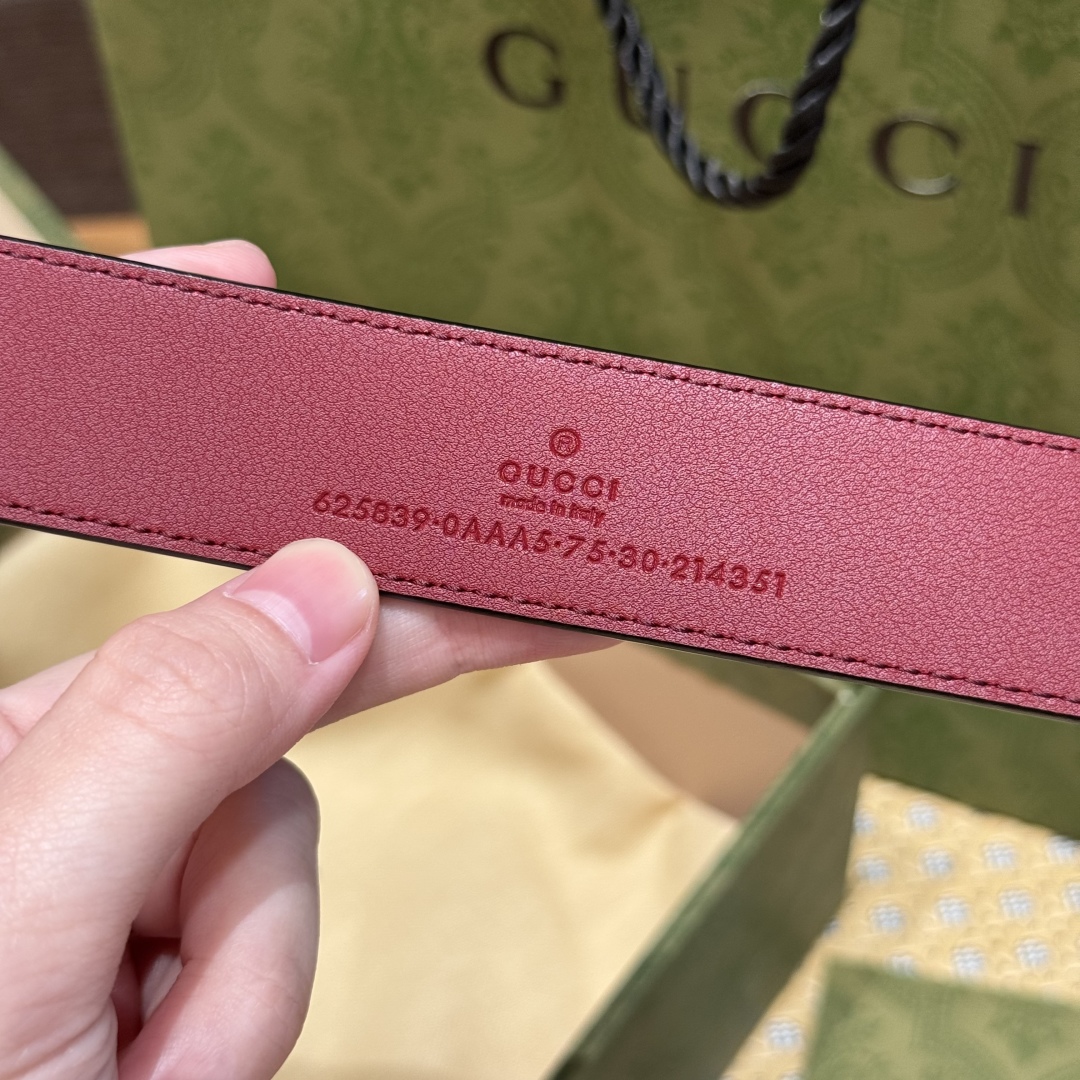 GUCCI
®
GUCCI
made in italy
625839·0AAA5·75·30·214351